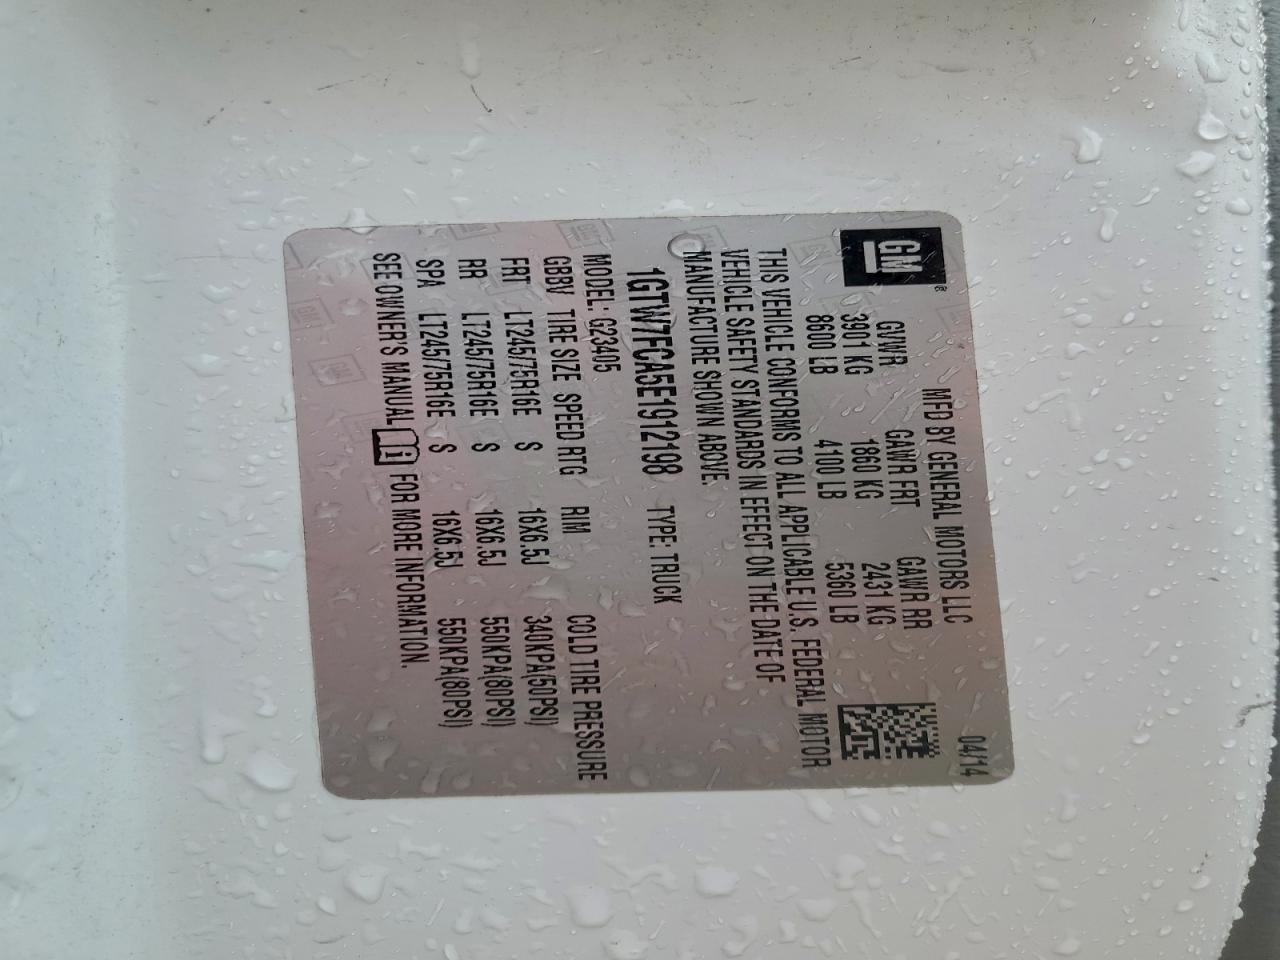 GM
MFD BY GENERAL MOTORS LLC 04/14
GVWR GAWR FRT GAWR RR
3901 KG 1860 KG 2431 KG
8600 LB 4100 LB 5360 LB
THIS VEHICLE CONFORMS TO ALL APPLICABLE U.S. FEDERAL MOTOR
VEHICLE SAFETY STANDARDS IN EFFECT ON THE DATE OF
MANUFACTURE SHOWN ABOVE.
1GTW7FCA5E1912198 TYPE: TRUCK
MODEL: G23405
GBBV TIRE SIZE SPEED RTG RIM COLD TIRE PRESSURE
FRT LT245/75R16E S 16X6.5J 340KPA(50PSI)
RR LT245/75R16E S 16X6.5J 550KPA(80PSI)
SPA LT245/75R16E S 16X6.5J 550KPA(80PSI)
SEE OWNER'S MANUAL i FOR MORE INFORMATION.